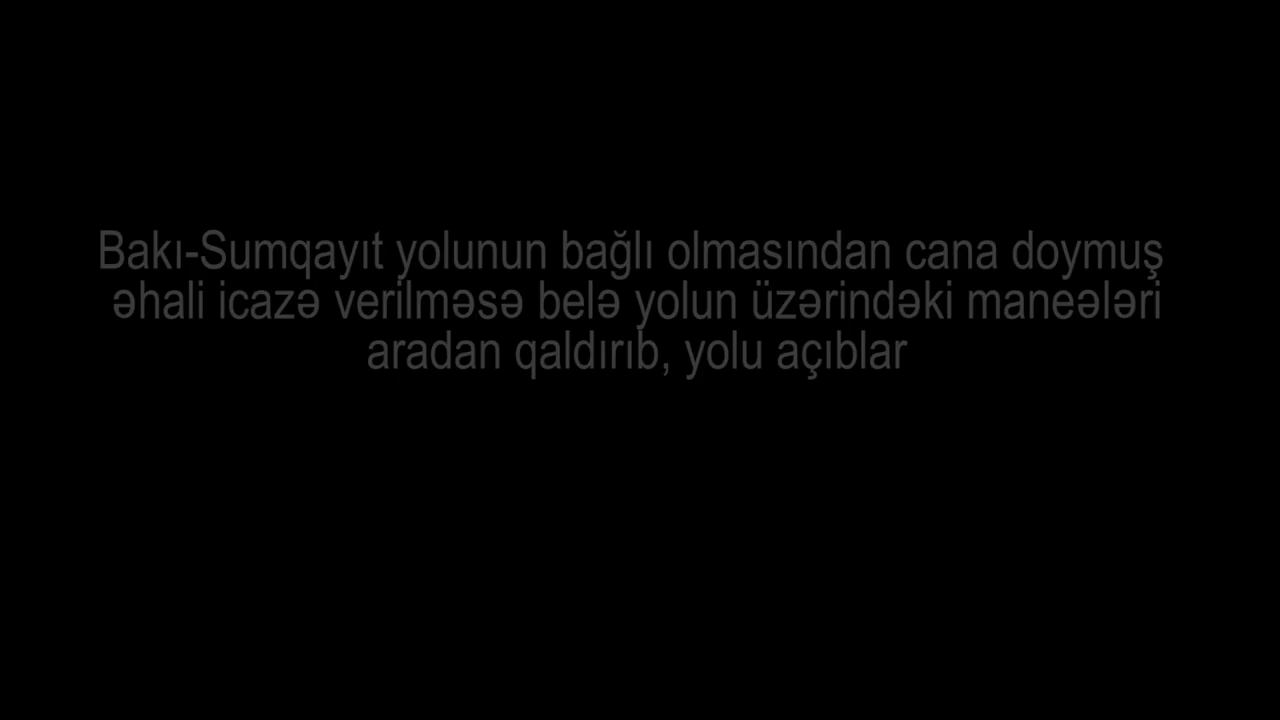 Bakı-Sumqayıt yolunun bağlı olmasından cana doymuş
əhali icazə verilməsə belə yolun üzərindəki maneələri
aradan qaldırıb, yolu açıblar